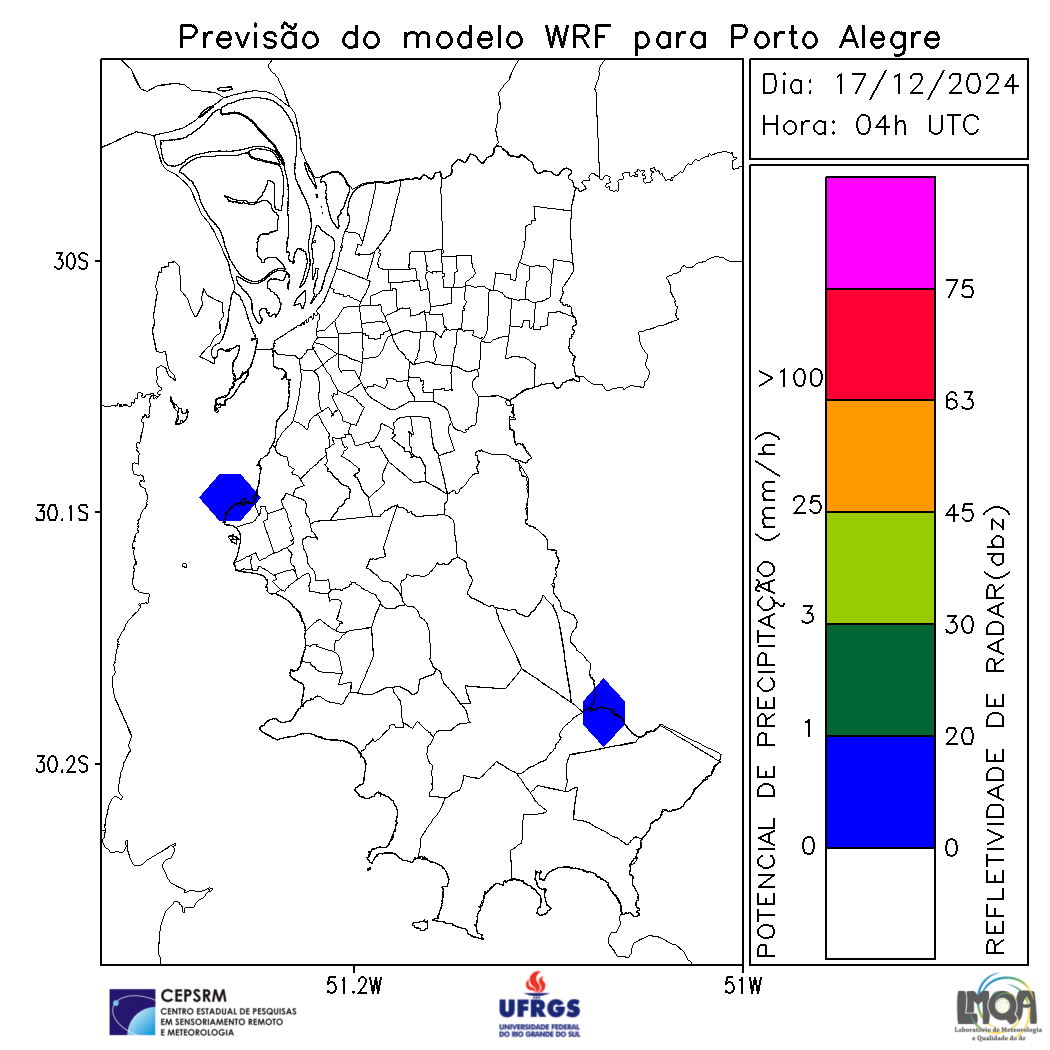 Previsão do modelo WRF para Porto Alegre
Dia: 17/12/2024
Hora: 04h UTC
30S
30.1S
30.2S
51.2W
51W
POTENCIAL DE PRECIPITAÇÃO (mm/h)
>100
25
3
1
0
75
63
45
30
20
0
REFLETIVIDADE DE RADAR(dbz)
CEPSRM
CENTRO ESTADUAL DE PESQUISAS
EM SENSORIAMENTO REMOTO
E METEOROLOGIA
UFRGS
UNIVERSIDADE FEDERAL
DO RIO GRANDE DO SUL
LMQA
Laboratório de Meteorologia
e Qualidade do Ar